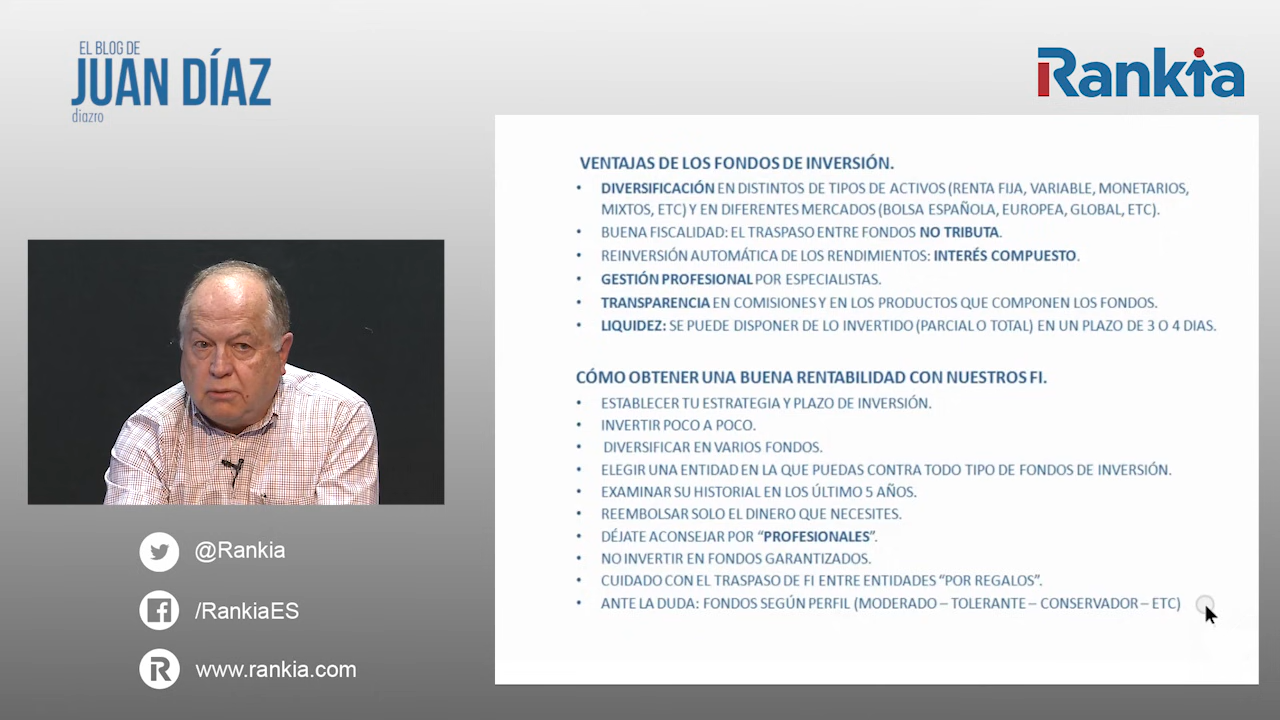 EL BLOG DE
JUAN DÍAZ
diazro
Rankia
VENTAJAS DE LOS FONDOS DE INVERSIÓN.
• DIVERSIFICACIÓN EN DISTINTOS DE TIPOS DE ACTIVOS (RENTA FIJA, VARIABLE, MONETARIOS,
MIXTOS, ETC) Y EN DIFERENTES MERCADOS (BOLSA ESPAÑOLA, EUROPEA, GLOBAL, ETC).
• BUENA FISCALIDAD: EL TRASPASO ENTRE FONDOS NO TRIBUTA.
• REINVERSIÓN AUTOMÁTICA DE LOS RENDIMIENTOS: INTERÉS COMPUESTO.
• GESTIÓN PROFESIONAL POR ESPECIALISTAS.
• TRANSPARENCIA EN COMISIONES Y EN LOS PRODUCTOS QUE COMPONEN LOS FONDOS.
• LIQUIDEZ: SE PUEDE DISPONER DE LO INVERTIDO (PARCIAL O TOTAL) EN UN PLAZO DE 3 O 4 DIAS.
CÓMO OBTENER UNA BUENA RENTABILIDAD CON NUESTROS FI.
• ESTABLECER TU ESTRATEGIA Y PLAZO DE INVERSIÓN.
• INVERTIR POCO A POCO.
• DIVERSIFICAR EN VARIOS FONDOS.
• ELEGIR UNA ENTIDAD EN LA QUE PUEDAS CONTRA TODO TIPO DE FONDOS DE INVERSIÓN.
• EXAMINAR SU HISTORIAL EN LOS ÚLTIMO 5 AÑOS.
• REEMBOLSAR SOLO EL DINERO QUE NECESITES.
• DÉJATE ACONSEJAR POR “PROFESIONALES”.
• NO INVERTIR EN FONDOS GARANTIZADOS.
• CUIDADO CON EL TRASPASO DE FI ENTRE ENTIDADES “POR REGALOS”.
• ANTE LA DUDA: FONDOS SEGÚN PERFIL (MODERADO – TOLERANTE – CONSERVADOR – ETC)
@Rankia
/RankiaES
R www.rankia.com